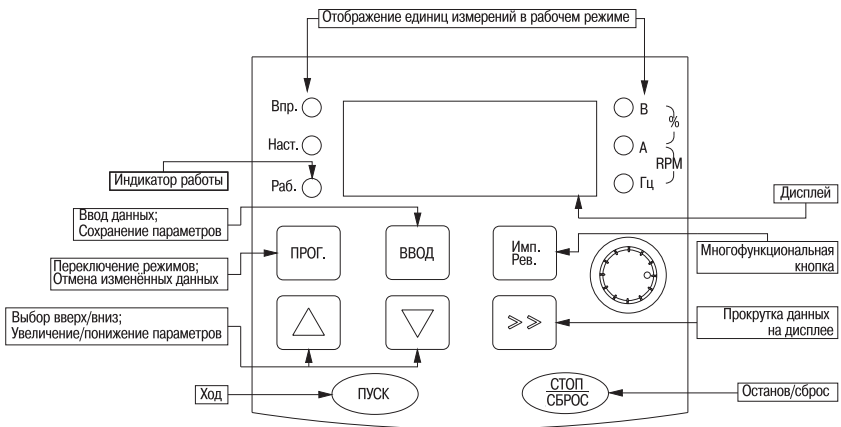 Отображение единиц измерений в рабочем режиме
Впр.
Наст.
Раб.
В
А
Гц
%
RPM
Индикатор работы
Дисплей
Ввод данных;
Сохранение параметров
ПРОГ.
ВВОД
Имп.
Рев.
Многофункциональная
кнопка
Переключение режимов;
Отмена изменённых данных
Выбор вверх/вниз;
Увеличение/понижение параметров
>>
Прокрутка данных
на дисплее
Ход
ПУСК
СТОП
СБРОС
Останов/сброс